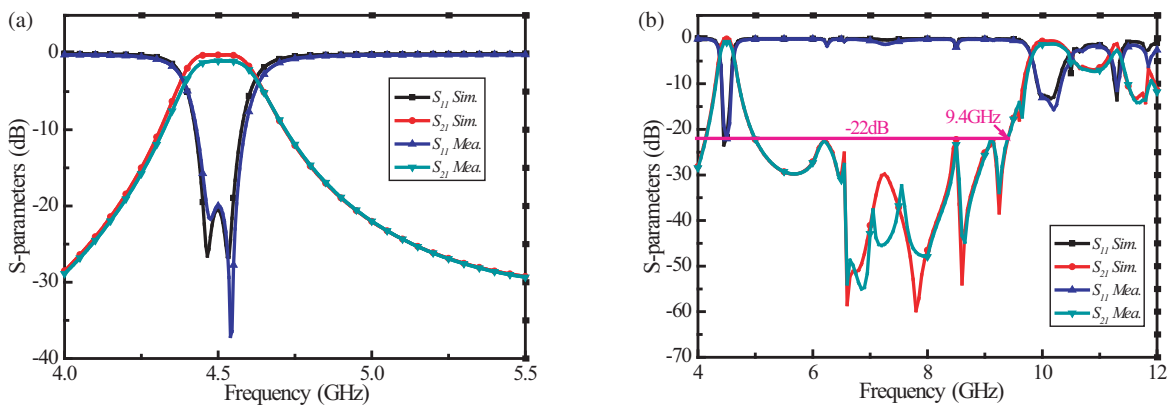 (a)
0
-10
-20
-30
-40
S-parameters (dB)
4.0
4.5
5.0
5.5
Frequency (GHz)
S11 Sim.
S21 Sim.
S11 Mea.
S21 Mea.
(b)
0
-10
-20
-30
-40
-50
-60
-70
S-parameters (dB)
4
6
8
10
12
Frequency (GHz)
9.4GHz
-22dB
S11 Sim.
S21 Sim.
S11 Mea.
S21 Mea.